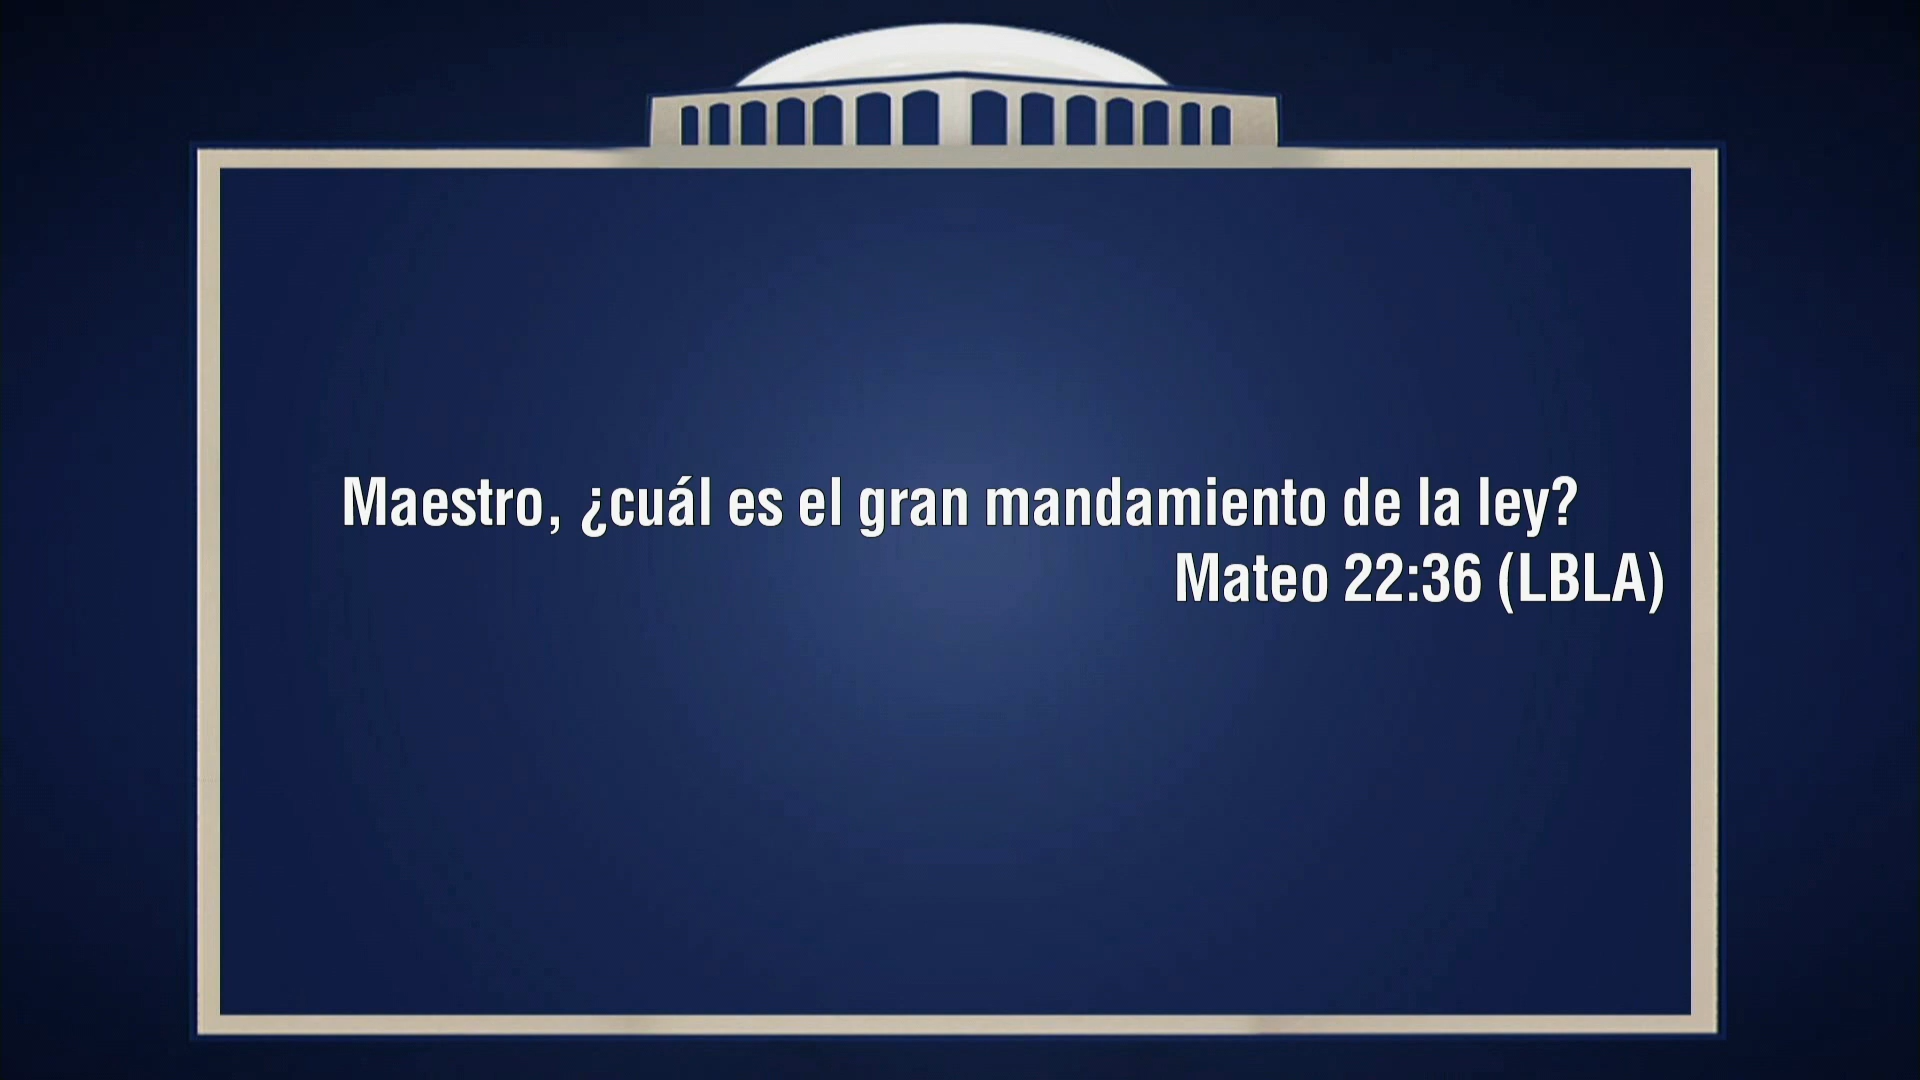 Maestro, ¿cuál es el gran mandamiento de la ley?
Mateo 22:36 (LBLA)